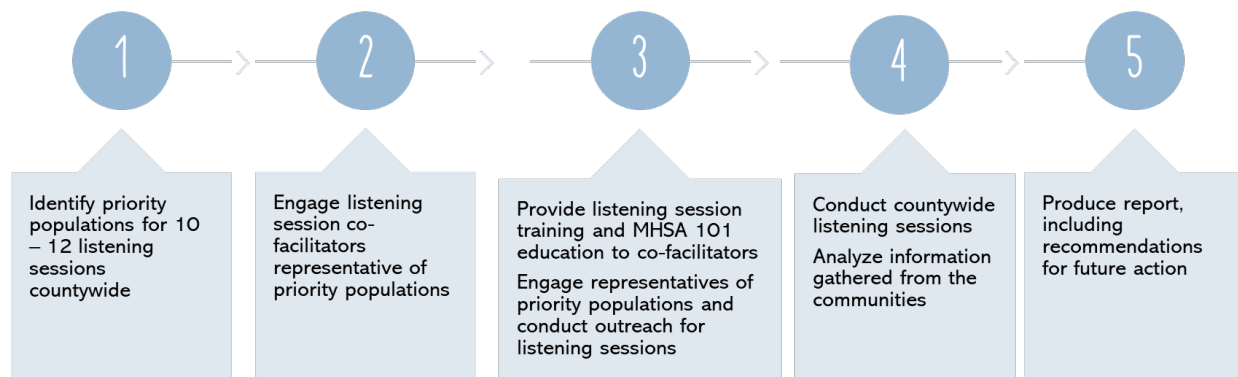 1
2
3
4
5
Identify priority
populations for 10
– 12 listening
sessions
countywide
Engage listening
session co-
facilitators
representative of
priority populations
Provide listening session
training and MHSA 101
education to co-facilitators
Engage representatives of
priority populations and
conduct outreach for
listening sessions
Conduct countywide
listening sessions
Analyze information
gathered from the
communities
Produce report,
including
recommendations
for future action